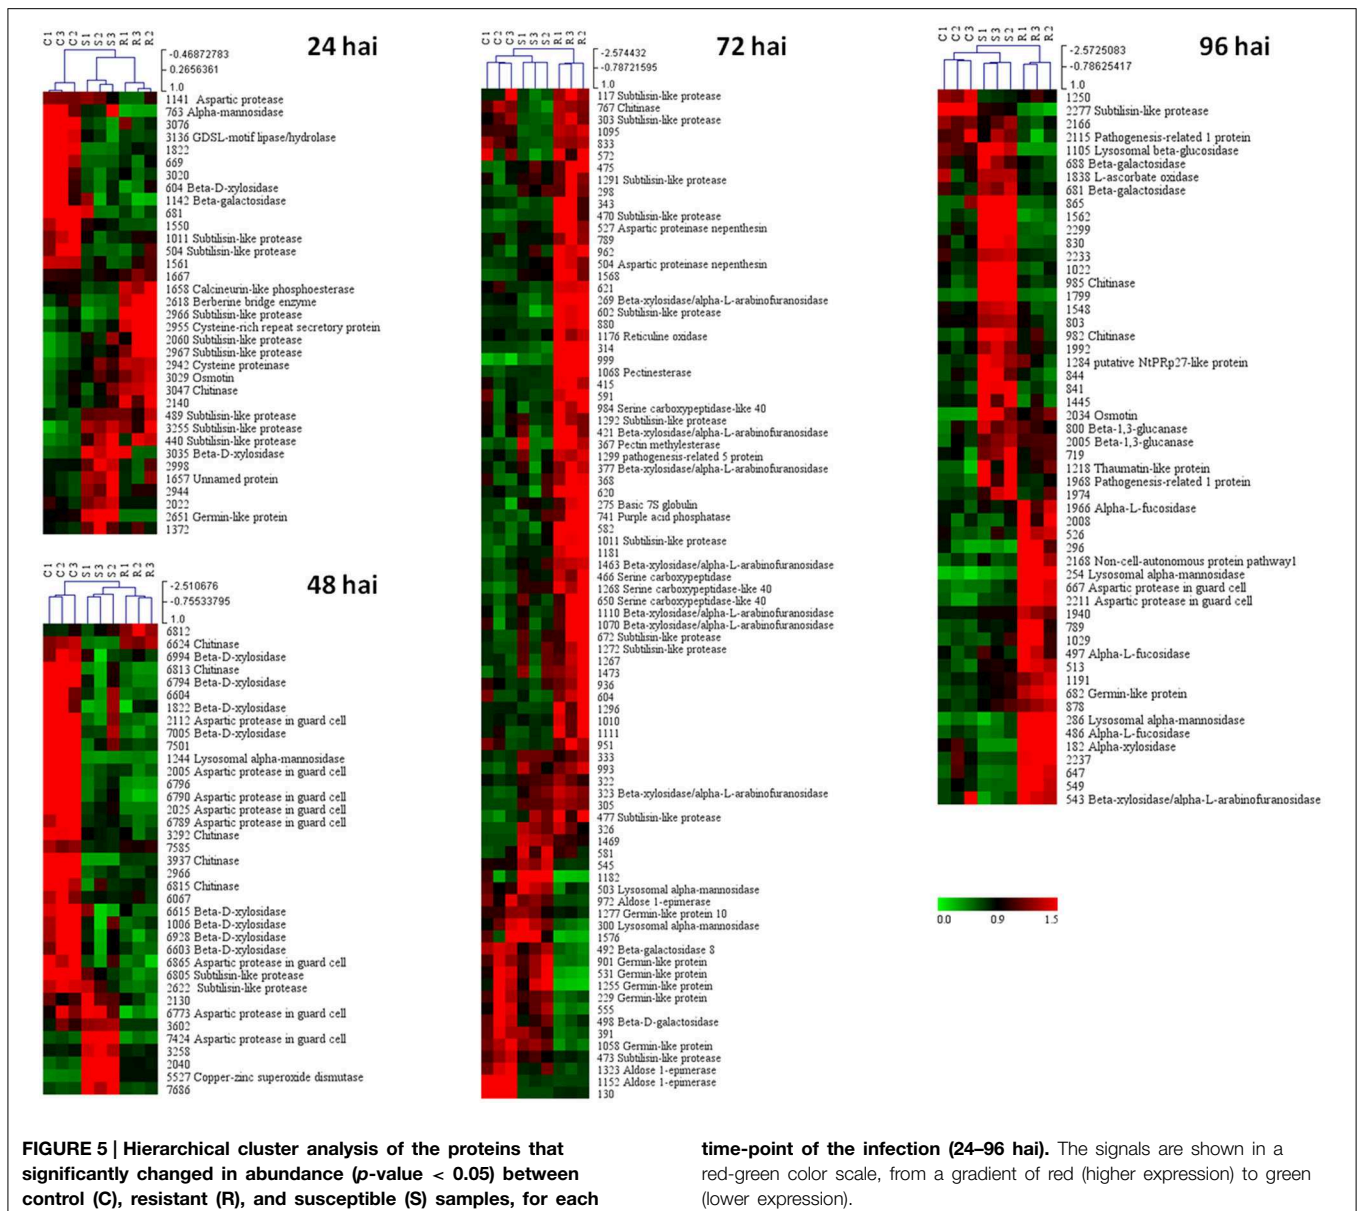 24 hai
C1 C3 C2 S1 S2 S3 R1 R3 R2
-0.46872783
0.2656361
1.0
1141 Aspartic protease
763 Alpha-mannosidase
3076
3136 GDSL-motif lipase/hydrolase
1822
669
3020
604 Beta-D-xylosidase
1142 Beta-galactosidase
681
1550
1011 Subtilisin-like protease
504 Subtilisin-like protease
1561
1667
1658 Calcineurin-like phosphoesterase
2618 Berberine bridge enzyme
2966 Subtilisin-like protease
2955 Cysteine-rich repeat secretory protein
2060 Subtilisin-like protease
2967 Subtilisin-like protease
2942 Cysteine proteinase
3029 Osmotin
3047 Chitinase
2140
489 Subtilisin-like protease
3255 Subtilisin-like protease
440 Subtilisin-like protease
3035 Beta-D-xylosidase
2998
1657 Unnamed protein
2944
2022
2651 Germin-like protein
1372
48 hai
C1 C2 C3 S1 S3 S2 R1 R2 R3
-2.510676
-0.75533795
1.0
6812
6624 Chitinase
6994 Beta-D-xylosidase
6813 Chitinase
6794 Beta-D-xylosidase
6604
1822 Beta-D-xylosidase
2112 Aspartic protease in guard cell
7005 Beta-D-xylosidase
7501
1244 Lysosomal alpha-mannosidase
2005 Aspartic protease in guard cell
6796
6790 Aspartic protease in guard cell
2025 Aspartic protease in guard cell
6789 Aspartic protease in guard cell
3292 Chitinase
7585
3937 Chitinase
2966
6815 Chitinase
6067
6615 Beta-D-xylosidase
1006 Beta-D-xylosidase
6928 Beta-D-xylosidase
6603 Beta-D-xylosidase
6865 Aspartic protease in guard cell
6805 Subtilisin-like protease
2622 Subtilisin-like protease
2130
6773 Aspartic protease in guard cell
3602
7424 Aspartic protease in guard cell
3258
2040
5527 Copper-zinc superoxide dismutase
7686
72 hai
C1 C2 C3 S1 S3 S2 R1 R3 R2
-2.574432
-0.78721595
1.0
117 Subtilisin-like protease
767 Chitinase
303 Subtilisin-like protease
1095
833
572
475
1291 Subtilisin-like protease
298
343
470 Subtilisin-like protease
527 Aspartic proteinase nepenthesin
789
962
504 Aspartic proteinase nepenthesin
1568
621
269 Beta-xylosidase/alpha-L-arabinofuranosidase
602 Subtilisin-like protease
880
1176 Reticuline oxidase
314
999
1068 Pectinesterase
415
591
984 Serine carboxypeptidase-like 40
1292 Subtilisin-like protease
421 Beta-xylosidase/alpha-L-arabinofuranosidase
367 Pectin methylesterase
1299 pathogenesis-related 5 protein
377 Beta-xylosidase/alpha-L-arabinofuranosidase
368
620
275 Basic 7S globulin
741 Purple acid phosphatase
582
1011 Subtilisin-like protease
1181
1463 Beta-xylosidase/alpha-L-arabinofuranosidase
466 Serine carboxypeptidase
1268 Serine carboxypeptidase-like 40
650 Serine carboxypeptidase-like 40
1110 Beta-xylosidase/alpha-L-arabinofuranosidase
1070 Beta-xylosidase/alpha-L-arabinofuranosidase
672 Subtilisin-like protease
1272 Subtilisin-like protease
1267
1473
936
604
1296
1010
1111
951
333
993
322
323 Beta-xylosidase/alpha-L-arabinofuranosidase
305
477 Subtilisin-like protease
326
1469
581
545
1182
503 Lysosomal alpha-mannosidase
972 Aldose 1-epimerase
1277 Germin-like protein 10
300 Lysosomal alpha-mannosidase
1576
492 Beta-galactosidase 8
901 Germin-like protein
531 Germin-like protein
1255 Germin-like protein
229 Germin-like protein
555
498 Beta-D-galactosidase
391
1058 Germin-like protein
473 Subtilisin-like protease
1323 Aldose 1-epimerase
1152 Aldose 1-epimerase
130
96 hai
C1 C2 C3 S3 S2 S1 R1 R3 R2
-2.5725083
-0.78625417
1.0
1250
2277 Subtilisin-like protease
2166
2115 Pathogenesis-related 1 protein
1105 Lysosomal beta-glucosidase
688 Beta-galactosidase
1838 L-ascorbate oxidase
681 Beta-galactosidase
865
1562
2299
830
2233
1022
985 Chitinase
1799
1548
803
982 Chitinase
1992
1284 putative NtPRp27-like protein
844
841
1445
2034 Osmotin
800 Beta-1,3-glucanase
2005 Beta-1,3-glucanase
719
1218 Thaumatin-like protein
1968 Pathogenesis-related 1 protein
1974
1966 Alpha-L-fucosidase
2008
526
296
2168 Non-cell-autonomous protein pathway1
254 Lysosomal alpha-mannosidase
667 Aspartic protease in guard cell
2211 Aspartic protease in guard cell
1940
789
1029
497 Alpha-L-fucosidase
513
1191
682 Germin-like protein
878
286 Lysosomal alpha-mannosidase
486 Alpha-L-fucosidase
182 Alpha-xylosidase
2237
647
549
543 Beta-xylosidase/alpha-L-arabinofuranosidase
0.0 0.9 1.5
FIGURE 5 | Hierarchical cluster analysis of the proteins that
significantly changed in abundance (p-value < 0.05) between
control (C), resistant (R), and susceptible (S) samples, for each
time-point of the infection (24–96 hai). The signals are shown in a
red-green color scale, from a gradient of red (higher expression) to green
(lower expression).